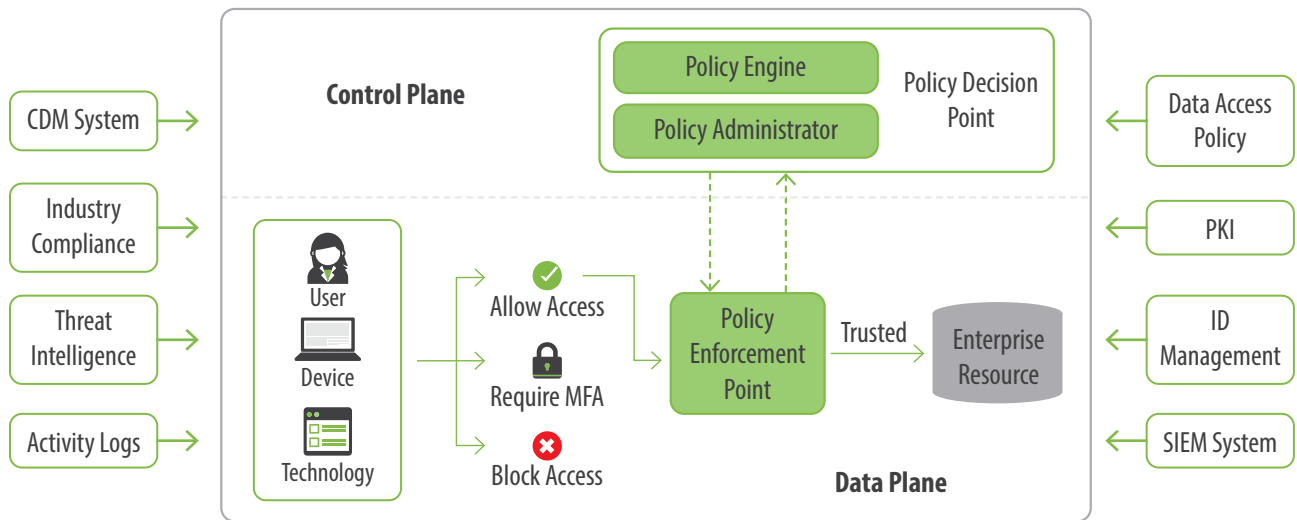 CDM System
Industry
Compliance
Threat
Intelligence
Activity Logs
Control Plane
Policy Engine
Policy Administrator
Policy Decision
Point
User
Device
Technology
Allow Access
Require MFA
Block Access
Policy
Enforcement
Point
Trusted
Enterprise
Resource
Data Plane
Data Access
Policy
PKI
ID
Management
SIEM System